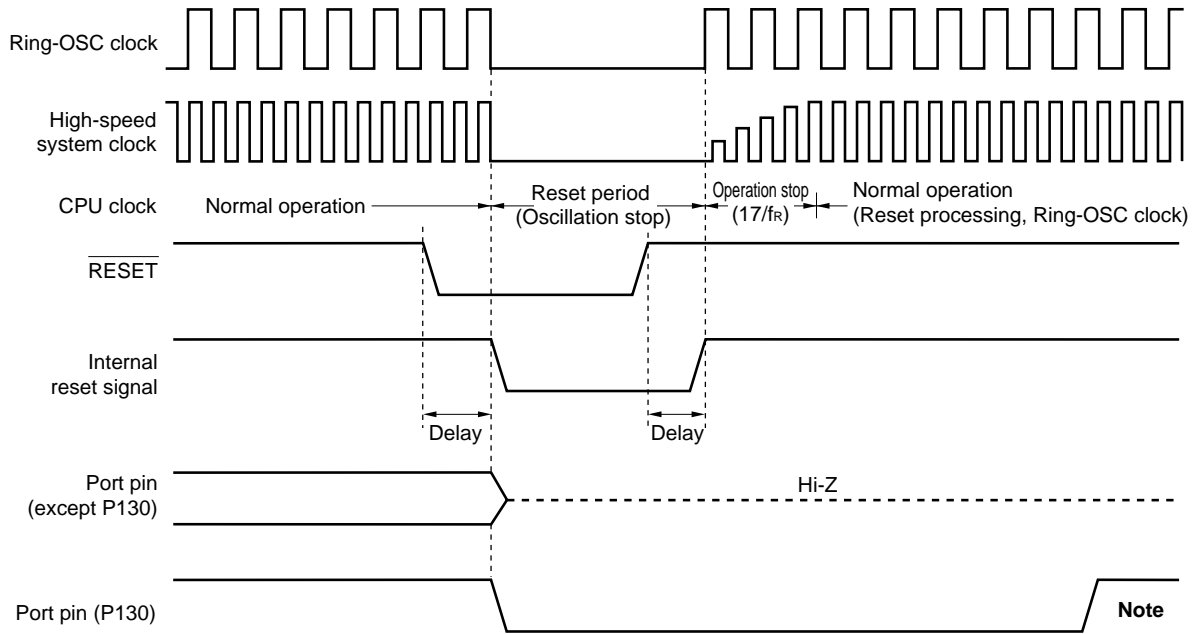 Ring-OSC clock
High-speed
system clock
CPU clock
Normal operation
Reset period
(Oscillation stop)
Operation stop
(17/fR)
Normal operation
(Reset processing, Ring-OSC clock)
RESET
Internal
reset signal
Delay
Delay
Port pin
(except P130)
Hi-Z
Port pin (P130)
Note